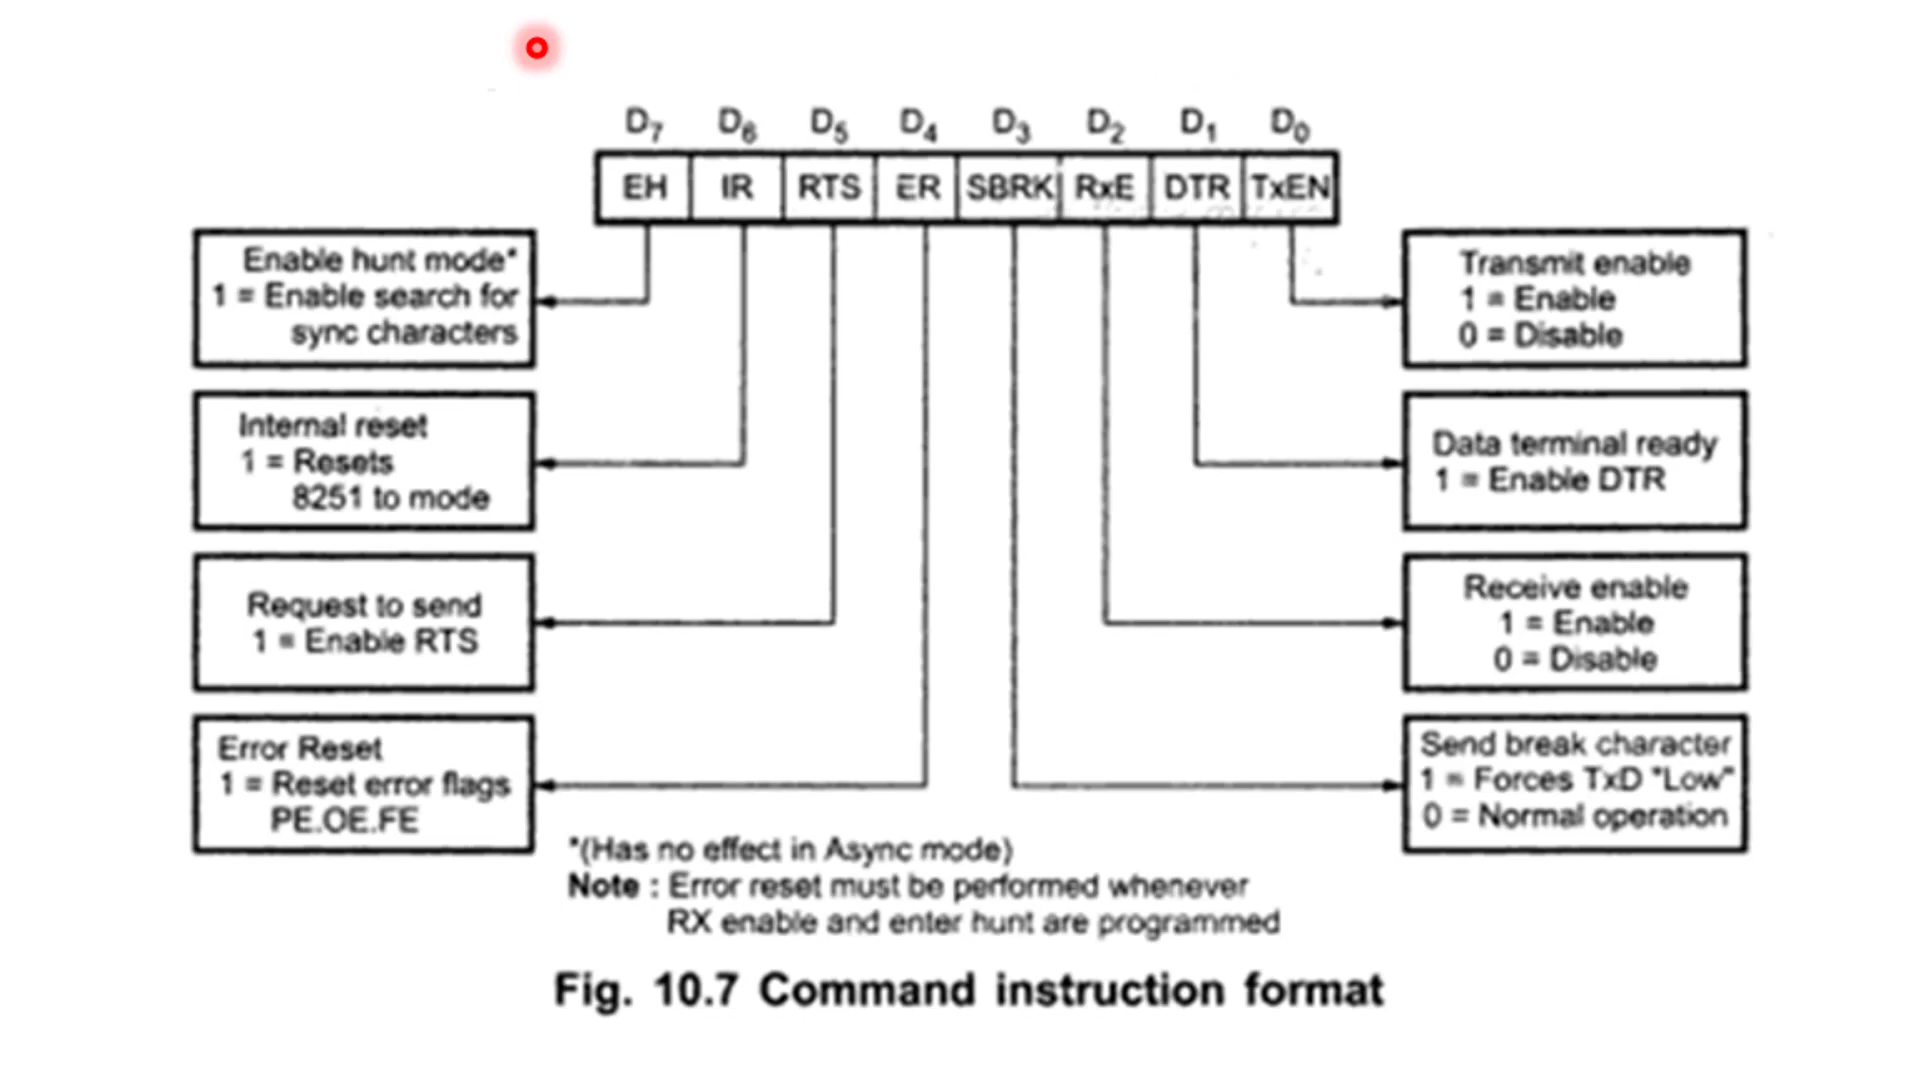 D7 D6 D5 D4 D3 D2 D1 D0
EH IR RTS ER SBRK RxE DTR TxEN
Enable hunt mode*
1 = Enable search for
sync characters
Internal reset
1 = Resets
8251 to mode
Request to send
1 = Enable RTS
Error Reset
1 = Reset error flags
PE.OE.FE
Transmit enable
1 = Enable
0 = Disable
Data terminal ready
1 = Enable DTR
Receive enable
1 = Enable
0 = Disable
Send break character
1 = Forces TxD "Low"
0 = Normal operation
*(Has no effect in Async mode)
Note : Error reset must be performed whenever
RX enable and enter hunt are programmed
Fig. 10.7 Command instruction format